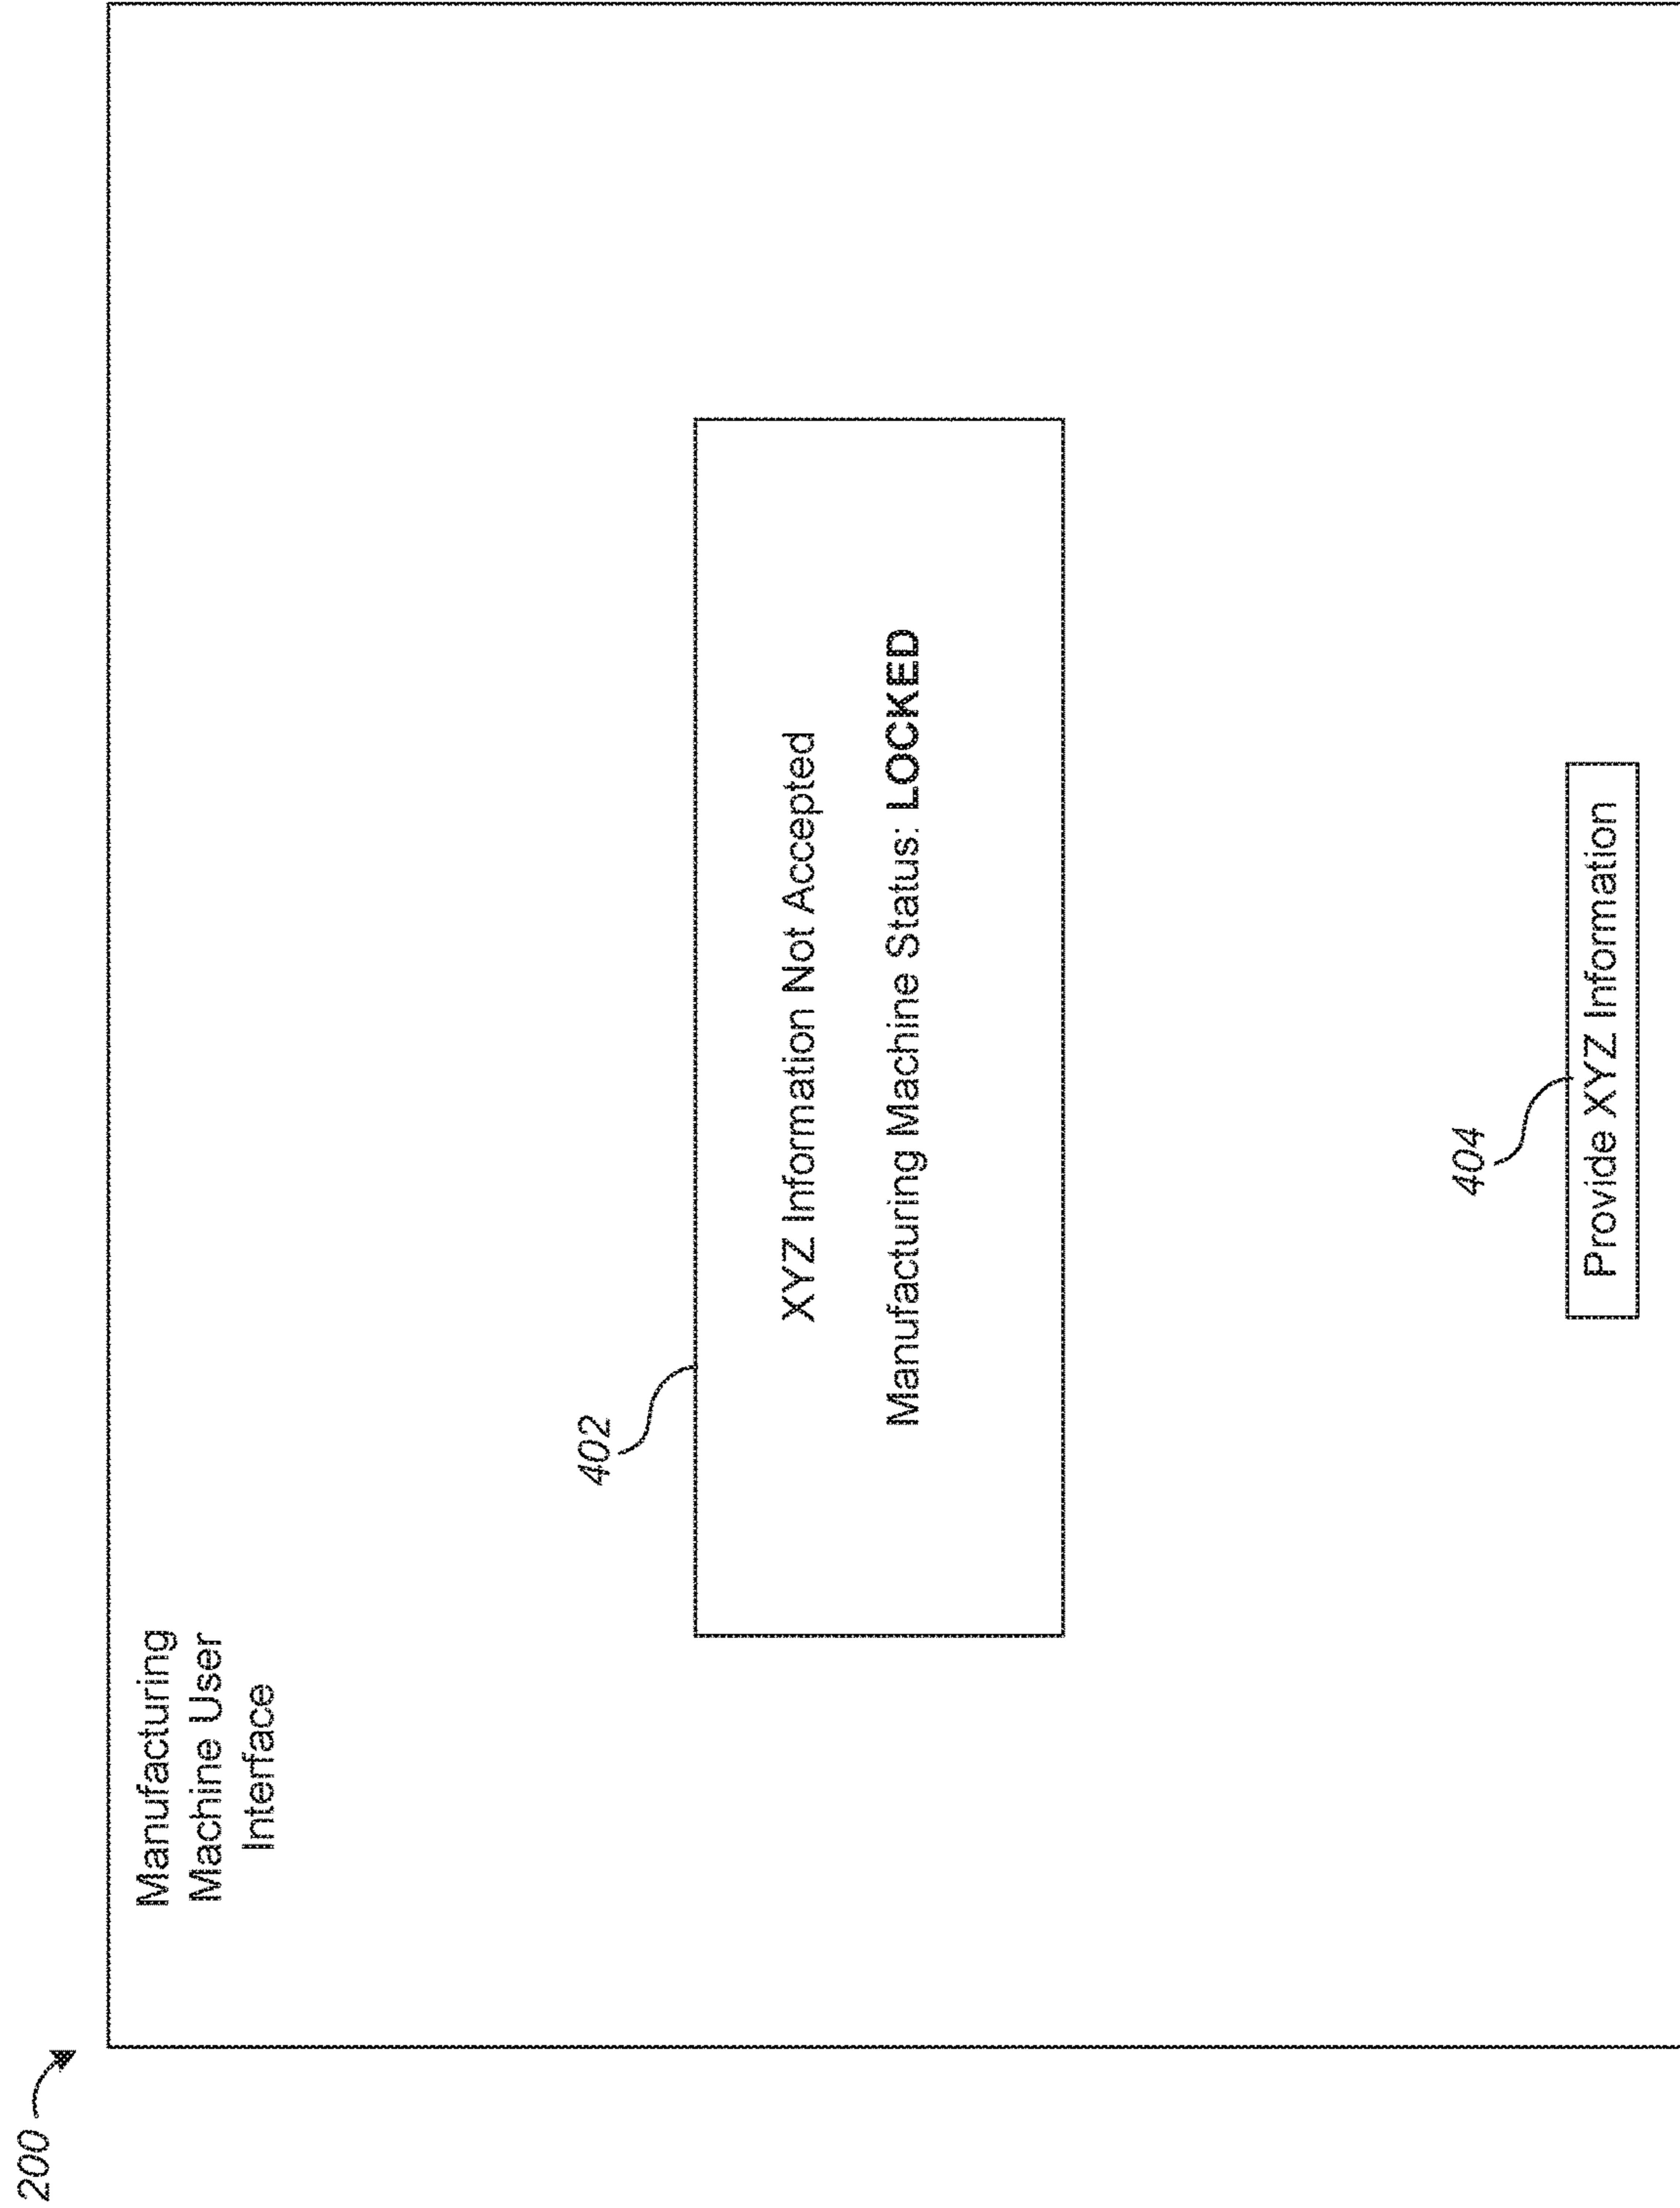 200
Manufacturing
Machine User
Interface
402
XYZ Information Not Accepted
Manufacturing Machine Status: LOCKED
404
Provide XYZ Information